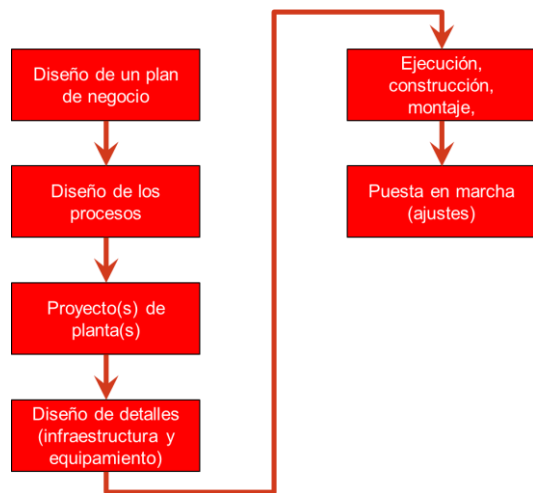 Diseño de un plan
de negocio
Diseño de los
procesos
Proyecto(s) de
planta(s)
Diseño de detalles
(infraestructura y
equipamiento)
Ejecución,
construcción,
montaje,
Puesta en marcha
(ajustes)